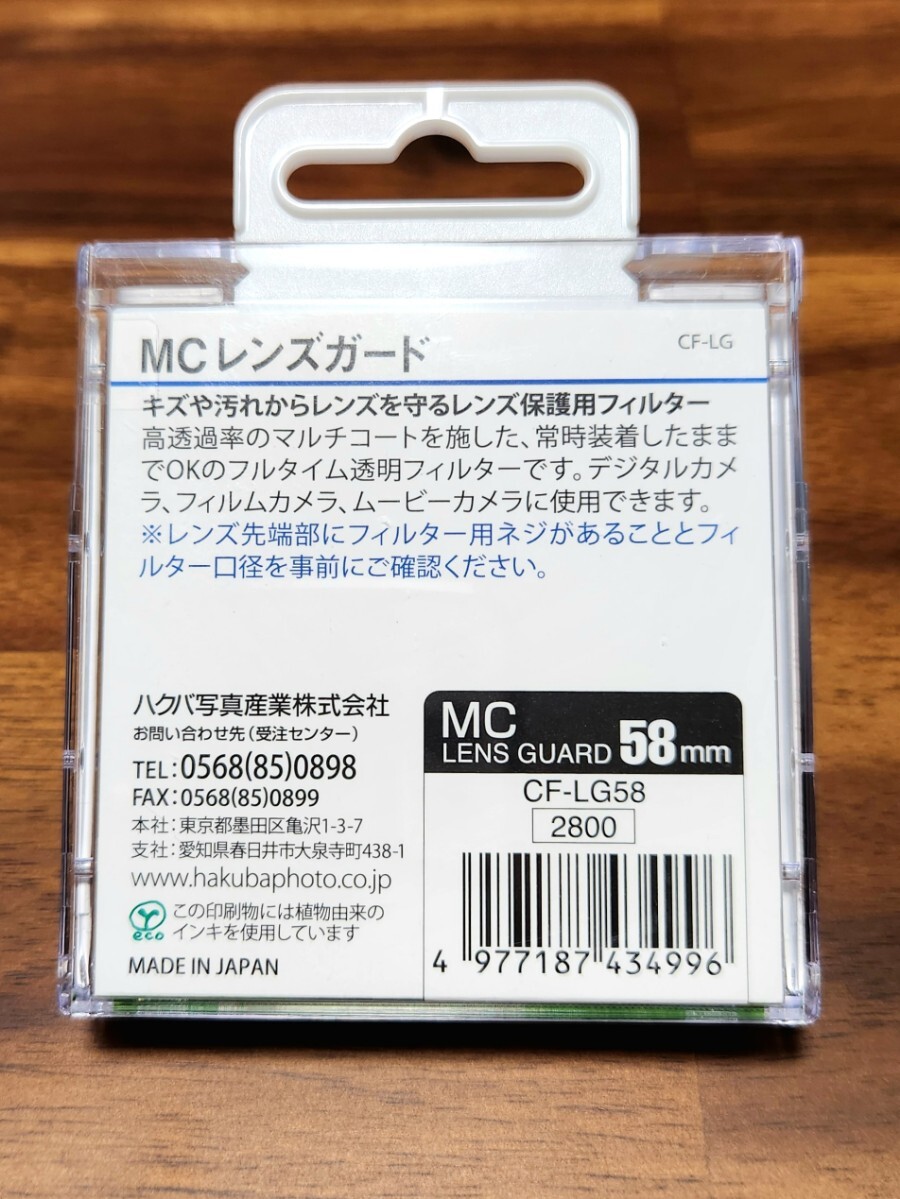 MCレンズガード
CF-LG
キズや汚れからレンズを守るレンズ保護用フィルター
高透過率のマルチコートを施した、常時装着したまま
でOKのフルタイム透明フィルターです。デジタルカメ
ラ、フィルムカメラ、ムービーカメラに使用できます。
※レンズ先端部にフィルター用ネジがあることとフィ
ルター口径を事前にご確認ください。
ハクバ写真産業株式会社
お問い合わせ先(受注センター)
TEL:0568(85)0898
FAX:0568(85)0899
本社:東京都墨田区亀沢1-3-7
支社:愛知県春日井市大泉寺町438-1
www.hakubaphoto.co.jp
eco
この印刷物には植物由来の
インキを使用しています
MADE IN JAPAN
MC
LENS GUARD 58mm
CF-LG58
2800
4 977187 434996